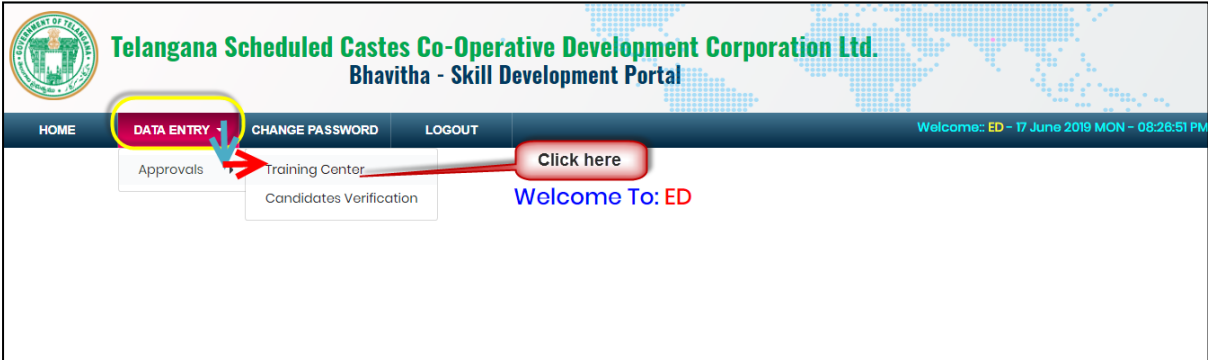 Telangana Scheduled Castes Co-Operative Development Corporation Ltd.
Bhavitha - Skill Development Portal
HOME DATA ENTRY CHANGE PASSWORD LOGOUT Welcome:: ED - 17 June 2019 MON - 08:26:51 PM
Approvals Training Center Click here
Candidates Verification Welcome To: ED